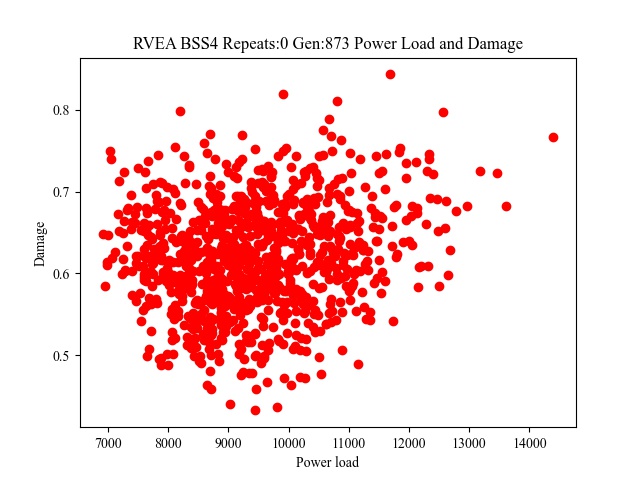 RVEA BSS4 Repeats:0 Gen:873 Power Load and Damage
0.8
0.7
0.6
0.5
Damage
7000 8000 9000 10000 11000 12000 13000 14000
Power load